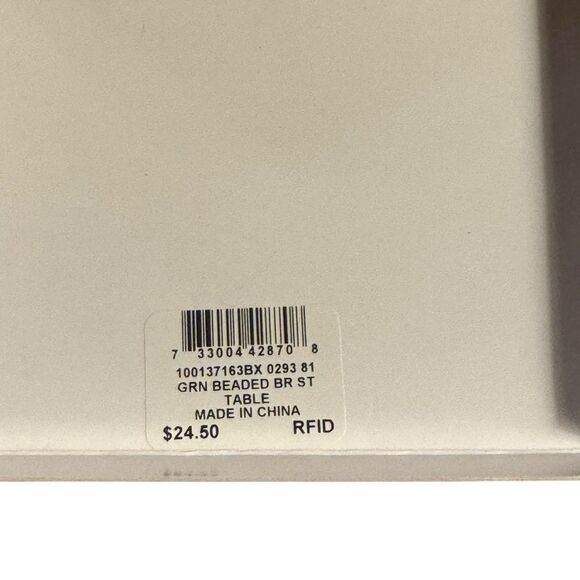 7 33004 42870 8
100137163BX 0293 81
GRN BEADED BR ST
TABLE
MADE IN CHINA
$24.50 RFID